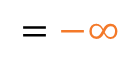 = −∞